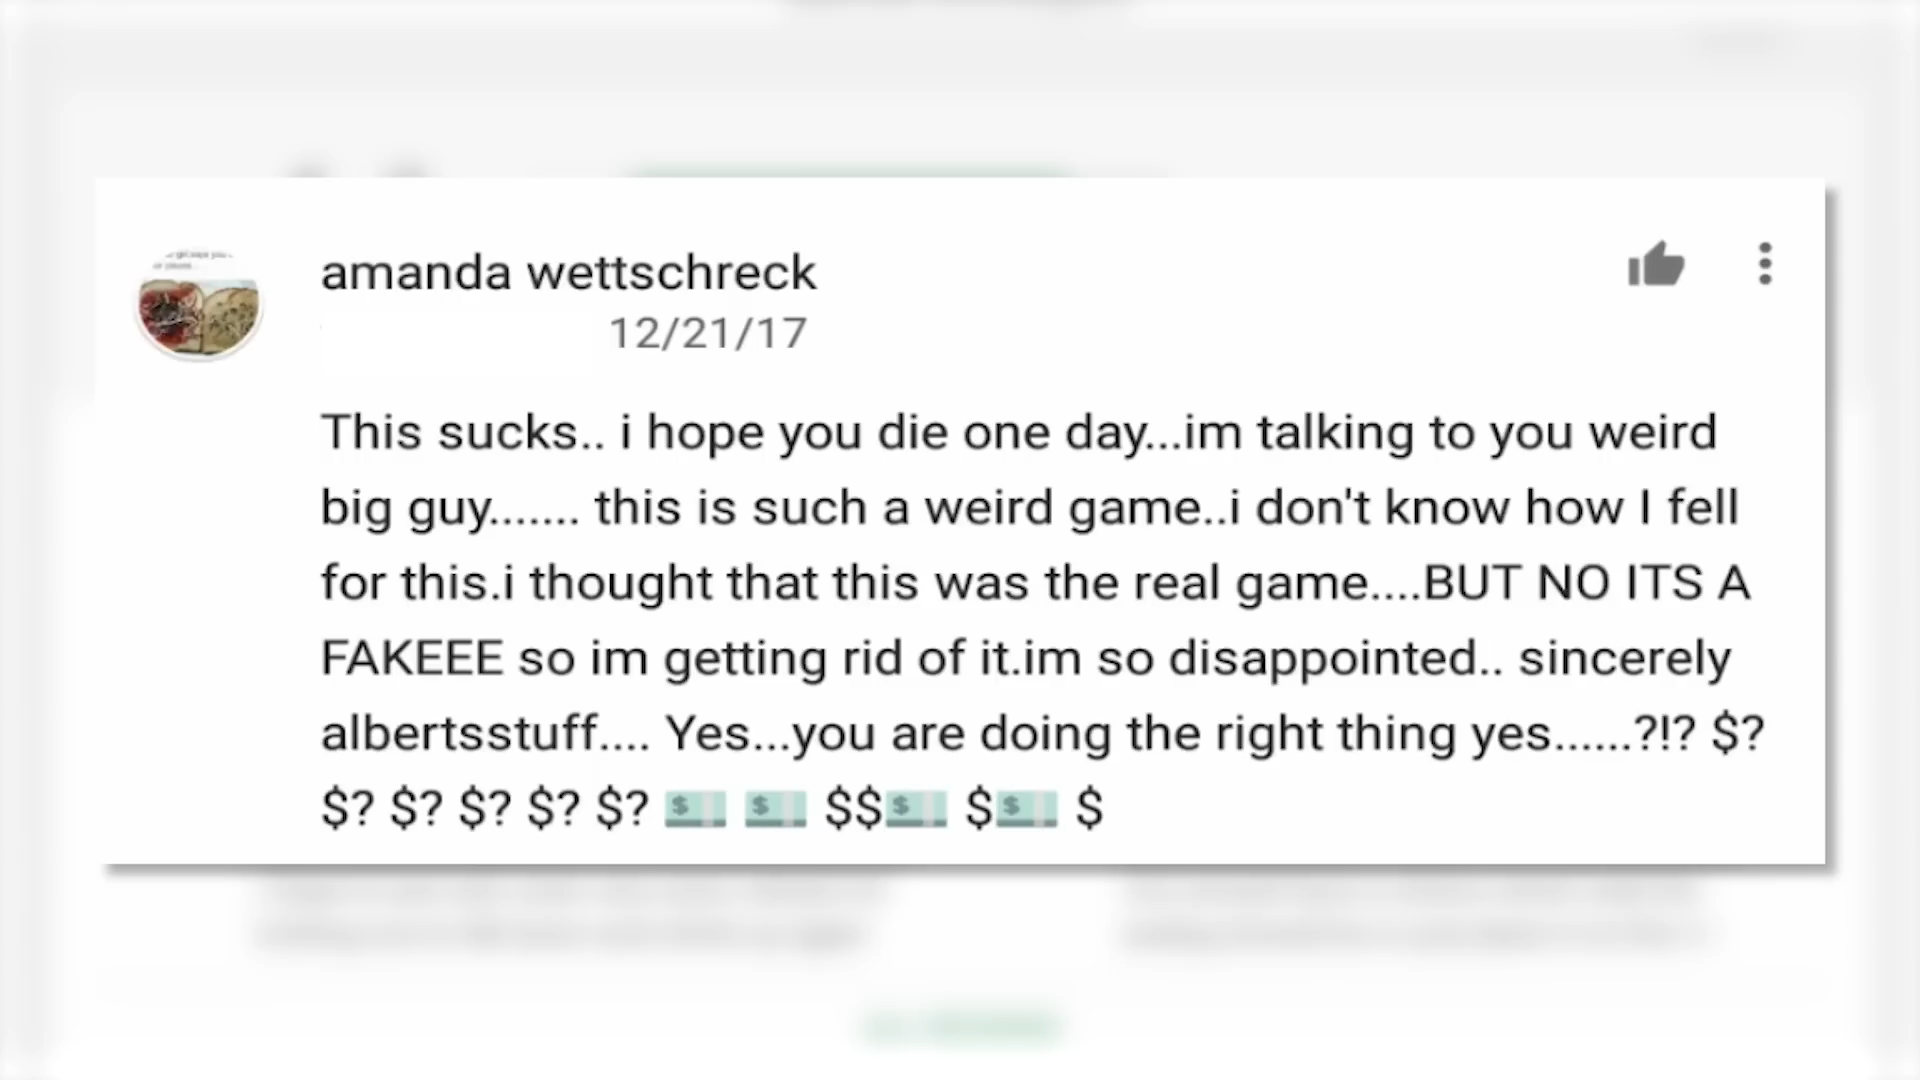 amanda wettschreck
12/21/17
This sucks.. i hope you die one day...im talking to you weird
big guy....... this is such a weird game..i don't know how I fell
for this.i thought that this was the real game....BUT NO ITS A
FAKEEE so im getting rid of it.im so disappointed.. sincerely
albertsstuff.... Yes...you are doing the right thing yes......?!? $?
$? $? $? $? $? 💵 💵 $$💵 $💵 $